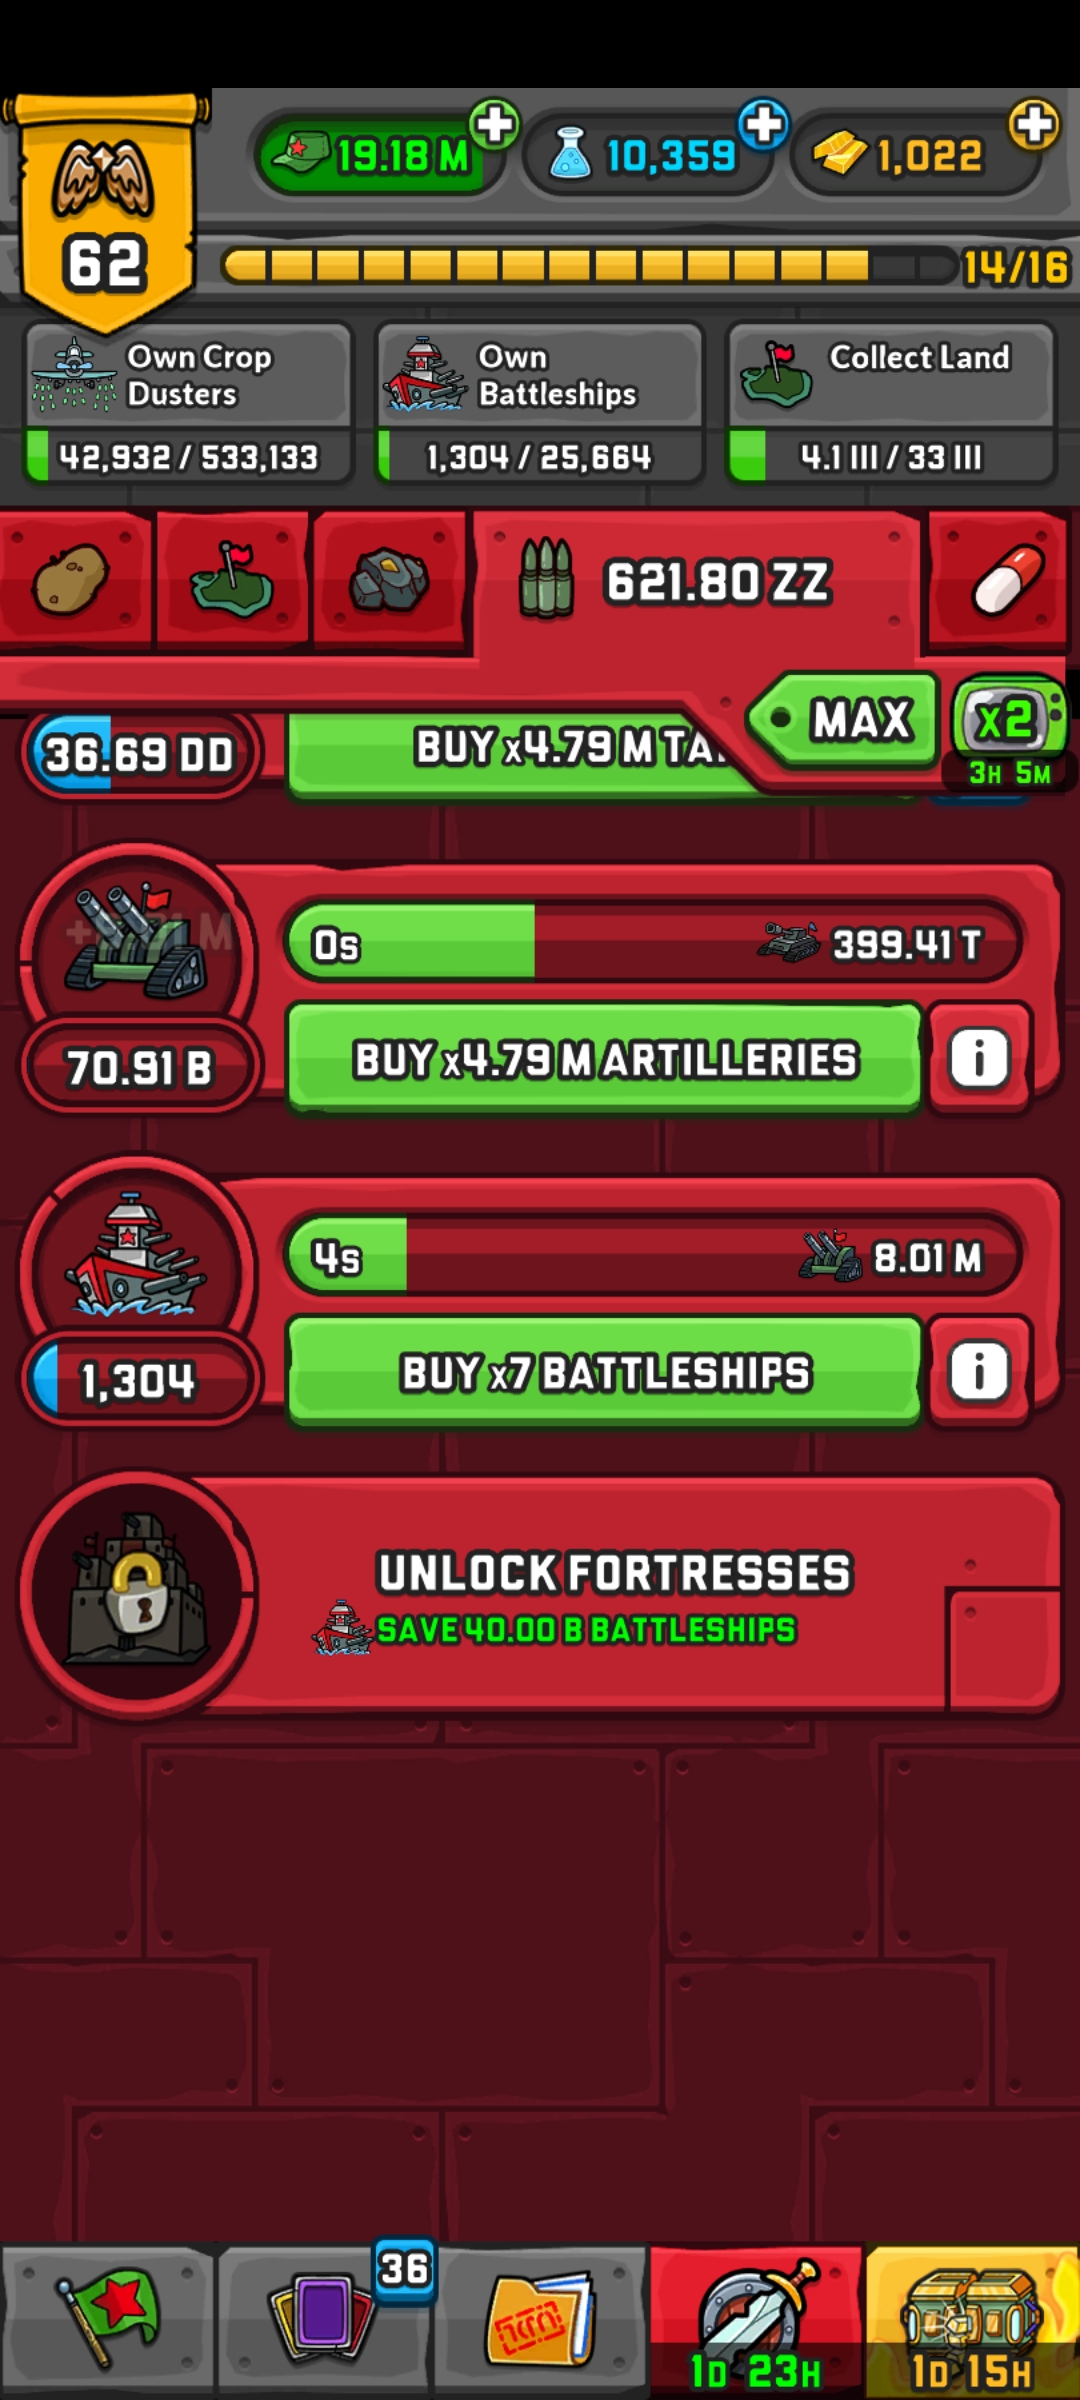 19.18 M
10,359
1,022
62
14/16
Own Crop
Dusters
42,932 / 533,133
Own
Battleships
1,304 / 25,664
Collect Land
4.1 III / 33 III
621.80 ZZ
MAX
x2
3H 5M
36.69 DD
BUY x4.79 M TA
0s
399.41 T
70.91 B
BUY x4.79 M ARTILLERIES
i
4s
8.01 M
1,304
BUY x7 BATTLESHIPS
i
UNLOCK FORTRESSES
SAVE 40.00 B BATTLESHIPS
36
1D 23H
1D 15H